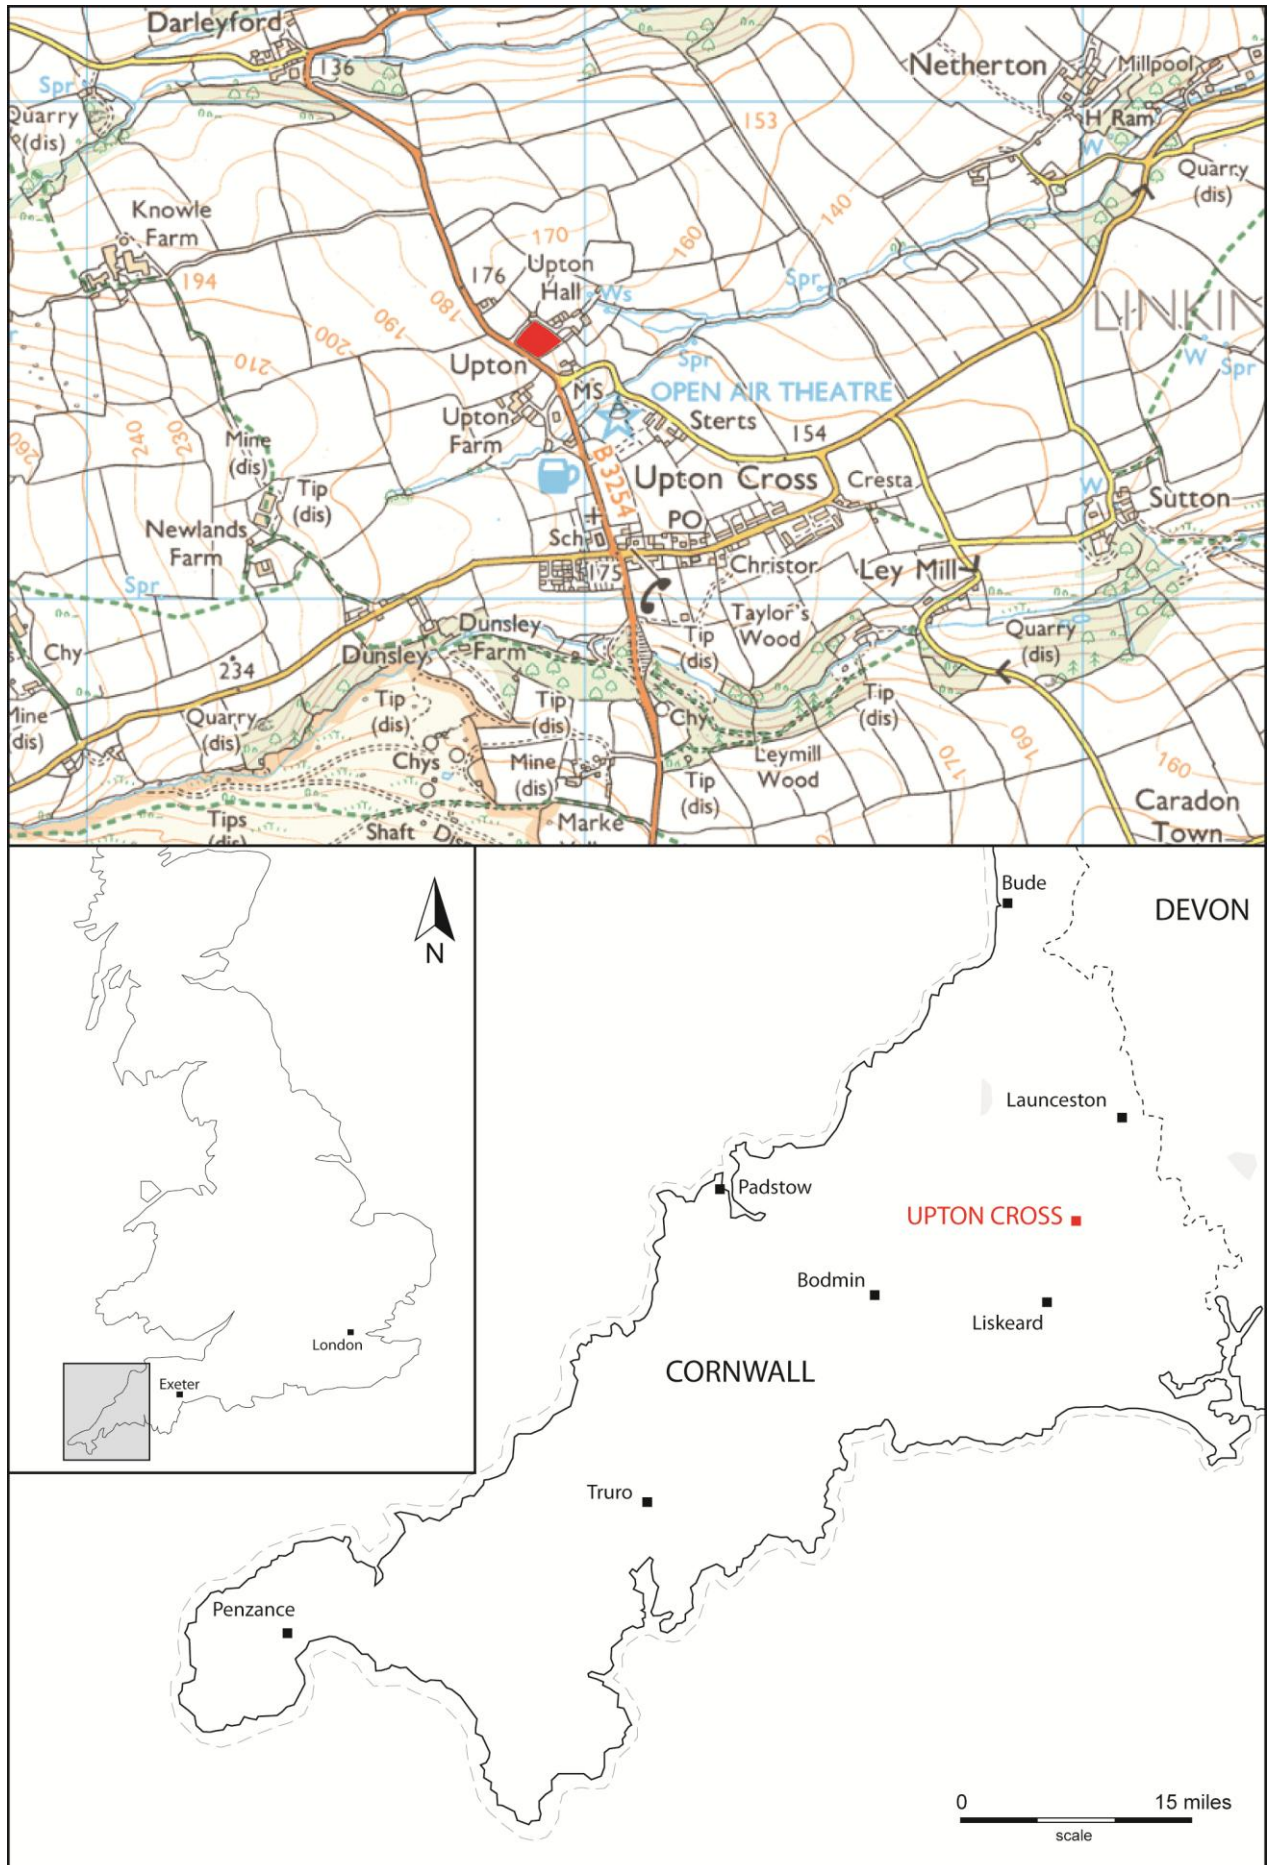 Darleyford
136
Spr
Quarry
(dis)
Netherton
Millpool
H Ram
W
153
Quarry
(dis)
Knowle
Farm
194
170
160
140
176
Upton
Hall
Ws
Spr
180
190
200
210
LINKIN
Upton
MS
Spr
W
Spr
OPEN AIR THEATRE
Sterts
154
Upton
Farm
260
240
230
Mine
(dis)
Tip
(dis)
B3254
Upton Cross
Cresta
W
Sutton
PO
Newlands
Farm
Sch
175
Christor
Ley Mill
Spr
Taylor's
Wood
Tip
(dis)
Quarry
(dis)
Dunsley
Farm
Dunsley
Chy
234
Mine
(dis)
Quarry
(dis)
Tip
(dis)
Tip
(dis)
Chy
Tip
(dis)
Chys
Mine
(dis)
Leymill
Wood
Tip
(dis)
170
160
160
Caradon
Town
Tips
(dis)
Shaft
Marke
N
London
Exeter
Bude
DEVON
Launceston
Padstow
UPTON CROSS
Bodmin
Liskeard
CORNWALL
Truro
Penzance
0 15 miles
scale